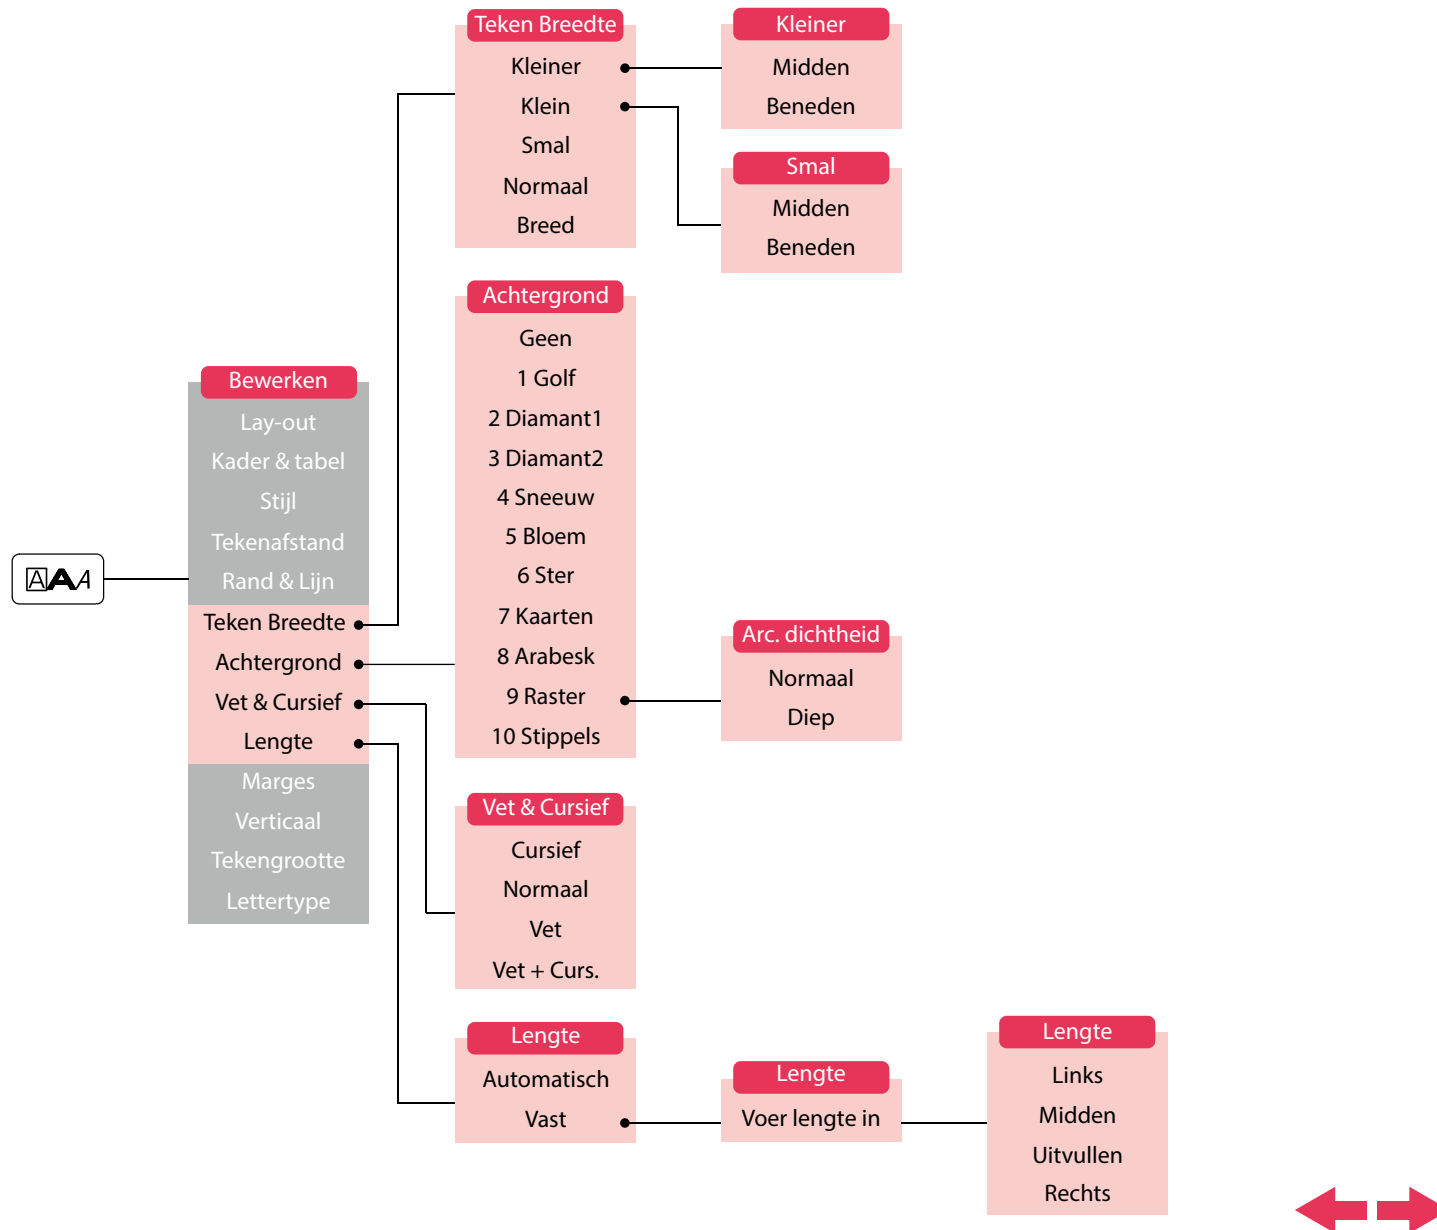 AAA
Bewerken
Lay-out
Kader & tabel
Stijl
Tekenafstand
Rand & Lijn
Teken Breedte
Achtergrond
Vet & Cursief
Lengte
Marges
Verticaal
Tekengrootte
Lettertype
Teken Breedte
Kleiner
Klein
Smal
Normaal
Breed
Kleiner
Midden
Beneden
Smal
Midden
Beneden
Achtergrond
Geen
1 Golf
2 Diamant1
3 Diamant2
4 Sneeuw
5 Bloem
6 Ster
7 Kaarten
8 Arabesk
9 Raster
10 Stippels
Arc. dichtheid
Normaal
Diep
Vet & Cursief
Cursief
Normaal
Vet
Vet + Curs.
Lengte
Automatisch
Vast
Lengte
Voer lengte in
Lengte
Links
Midden
Uitvullen
Rechts